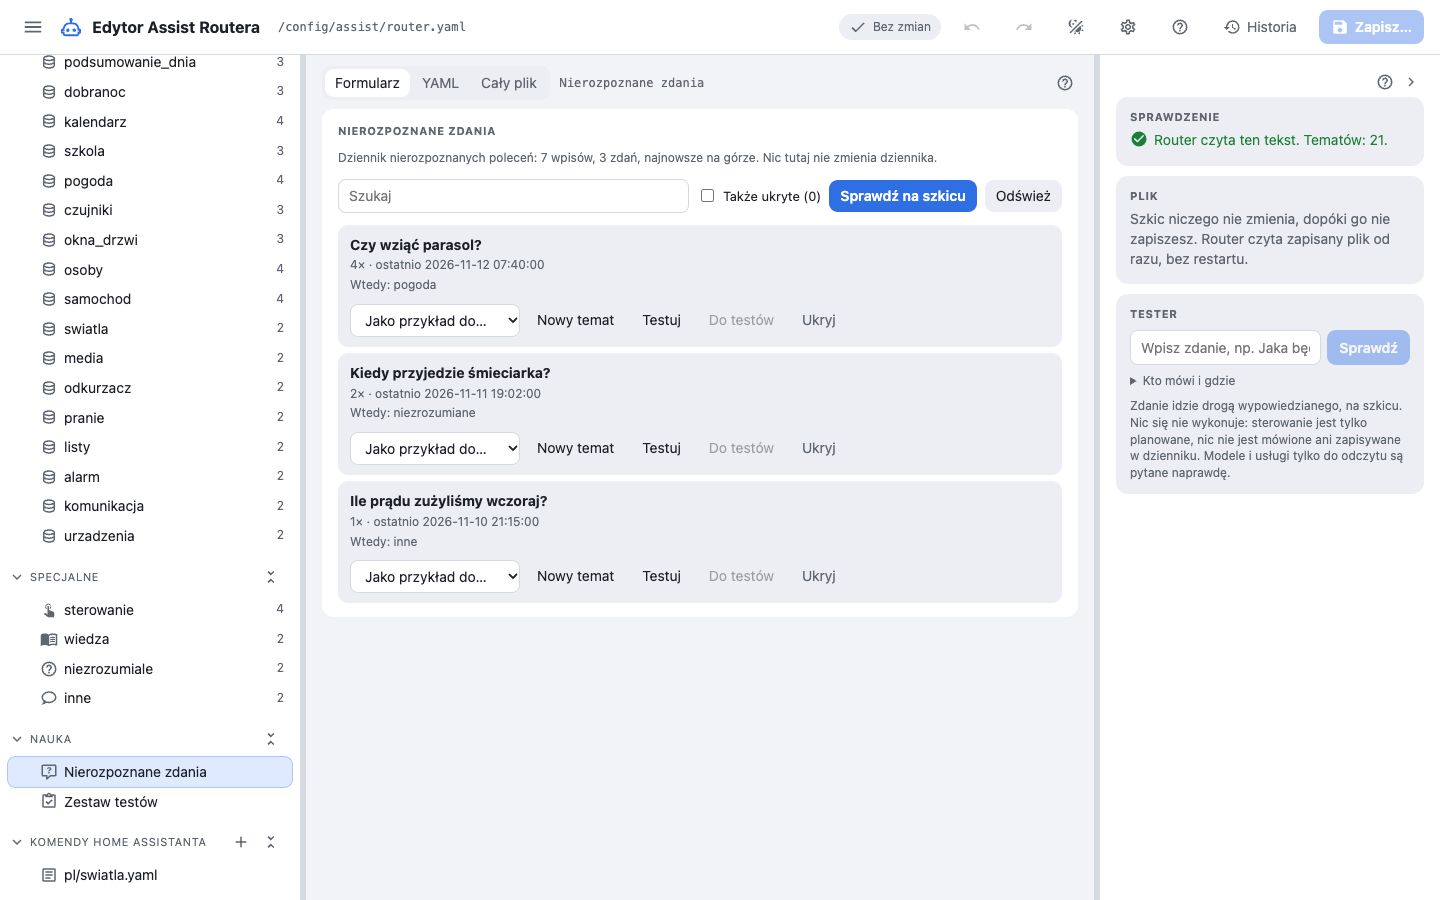 Edytor Assist Routera
/config/assist/router.yaml
Bez zmian
Historia
Zapisz...
podsumowanie_dnia 3
dobranoc 3
kalendarz 4
szkola 3
pogoda 4
czujniki 3
okna_drzwi 3
osoby 4
samochod 4
swiatla 2
media 2
odkurzacz 2
pranie 2
listy 2
alarm 2
komunikacja 2
urzadzenia 2
SPECJALNE
sterowanie 4
wiedza 2
niezrozumiale 2
inne 2
NAUKA
Nierozpoznane zdania
Zestaw testów
KOMENDY HOME ASSISTANTA
pl/swiatla.yaml
Formularz YAML Cały plik Nierozpoznane zdania
NIEROZPOZNANE ZDANIA
Dziennik nierozpoznanych poleceń: 7 wpisów, 3 zdań, najnowsze na górze. Nic tutaj nie zmienia dziennika.
Szukaj Także ukryte (0) Sprawdź na szkicu Odśwież
Czy wziąć parasol?
4× · ostatnio 2026-11-12 07:40:00
Wtedy: pogoda
Jako przykład do... Nowy temat Testuj Do testów Ukryj
Kiedy przyjedzie śmieciarka?
2× · ostatnio 2026-11-11 19:02:00
Wtedy: niezrozumiane
Jako przykład do... Nowy temat Testuj Do testów Ukryj
Ile prądu zużyliśmy wczoraj?
1× · ostatnio 2026-11-10 21:15:00
Wtedy: inne
Jako przykład do... Nowy temat Testuj Do testów Ukryj
SPRAWDZENIE
Router czyta ten tekst. Tematów: 21.
PLIK
Szkic niczego nie zmienia, dopóki go nie
zapiszesz. Router czyta zapisany plik od
razu, bez restartu.
TESTER
Wpisz zdanie, np. Jaka bę Sprawdź
Kto mówi i gdzie
Zdanie idzie drogą wypowiedzianego, na szkicu.
Nic się nie wykonuje: sterowanie jest tylko
planowane, nic nie jest mówione ani zapisywane
w dzienniku. Modele i usługi tylko do odczytu są
pytane naprawdę.